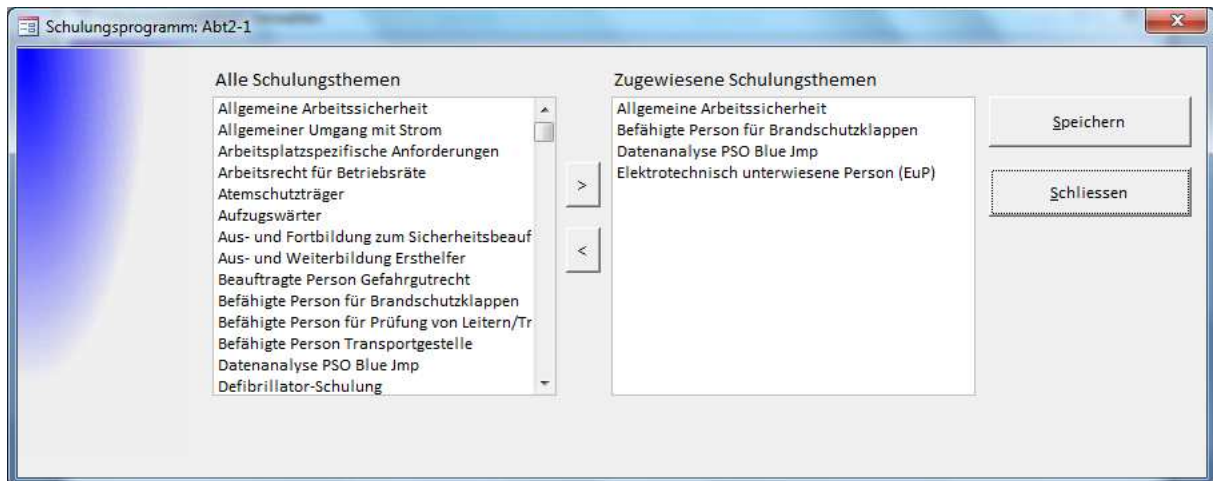 Schulungsprogramm: Abt2-1
Alle Schulungsthemen
Allgemeine Arbeitssicherheit
Allgemeiner Umgang mit Strom
Arbeitsplatzspezifische Anforderungen
Arbeitsrecht für Betriebsräte
Atemschutzträger
Aufzugswärter
Aus- und Fortbildung zum Sicherheitsbeauf
Aus- und Weiterbildung Ersthelfer
Beauftragte Person Gefahrgutrecht
Befähigte Person für Brandschutzklappen
Befähigte Person für Prüfung von Leitern/Tr
Befähigte Person Transportgestelle
Datenanalyse PSO Blue Jmp
Defibrillator-Schulung
>
<
Zugewiesene Schulungsthemen
Allgemeine Arbeitssicherheit
Befähigte Person für Brandschutzklappen
Datenanalyse PSO Blue Jmp
Elektrotechnisch unterwiesene Person (EuP)
Speichern
Schliessen